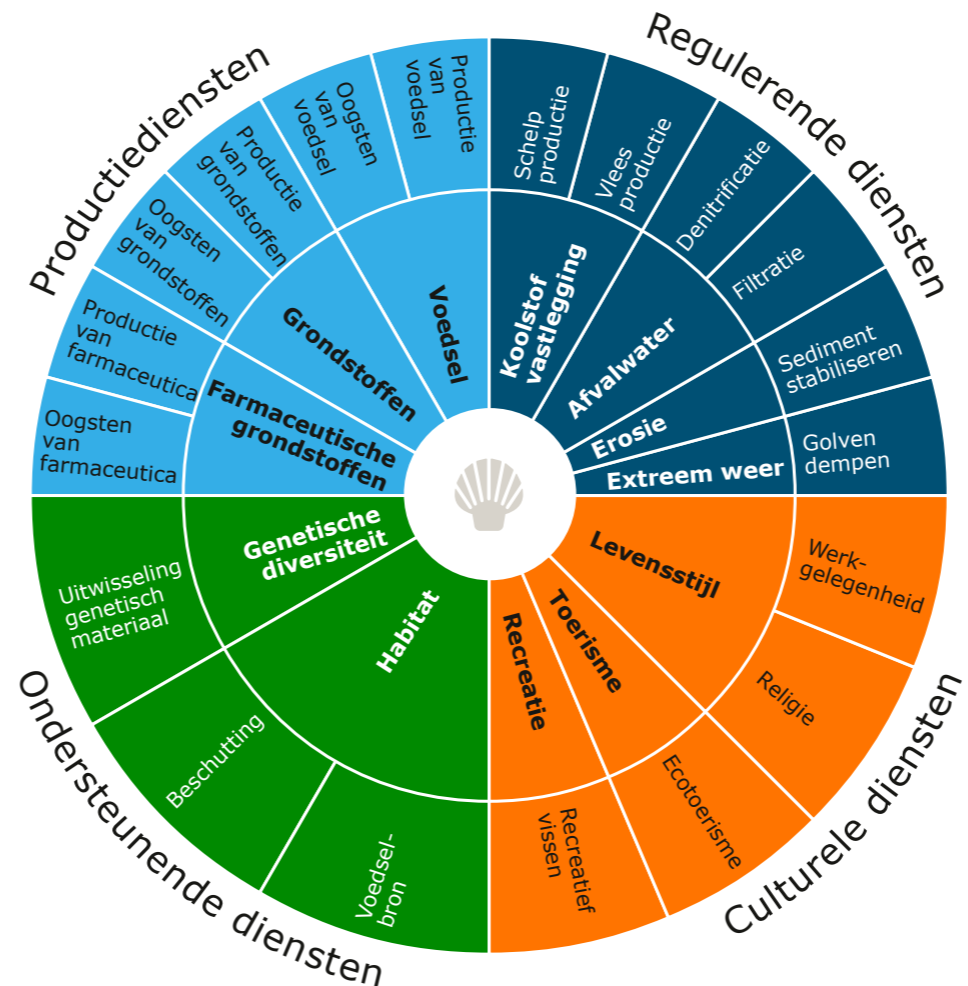 Productiediensten
Productie
van
voedsel
Oogsten
van
voedsel
Productie
van
grondstoffen
Oogsten
van
grondstoffen
Productie
van
farmaceutica
Oogsten
van
farmaceutica
Voedsel
Grondstoffen
Farmaceutische
grondstoffen
Regulerende diensten
Schelp
productie
Vlees
productie
Denitrificatie
Filtratie
Sediment
stabiliseren
Golven
dempen
Koolstof
vastlegging
Afvalwater
Erosie
Extreem weer
Culturele diensten
Levensstijl
Toerisme
Recreatie
Werk-
gelegenheid
Religie
Ecotoerisme
Recreatief
vissen
Ondersteunende diensten
Genetische
diversiteit
Habitat
Uitwisseling
genetisch
materiaal
Beschutting
Voedsel-
bron